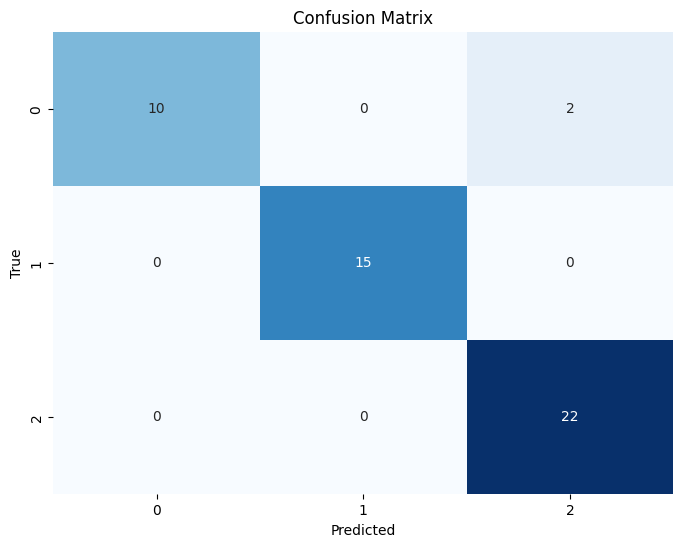 Confusion Matrix
0
10 0 2
True
1
0 15 0
2
0 0 22
0 1 2
Predicted